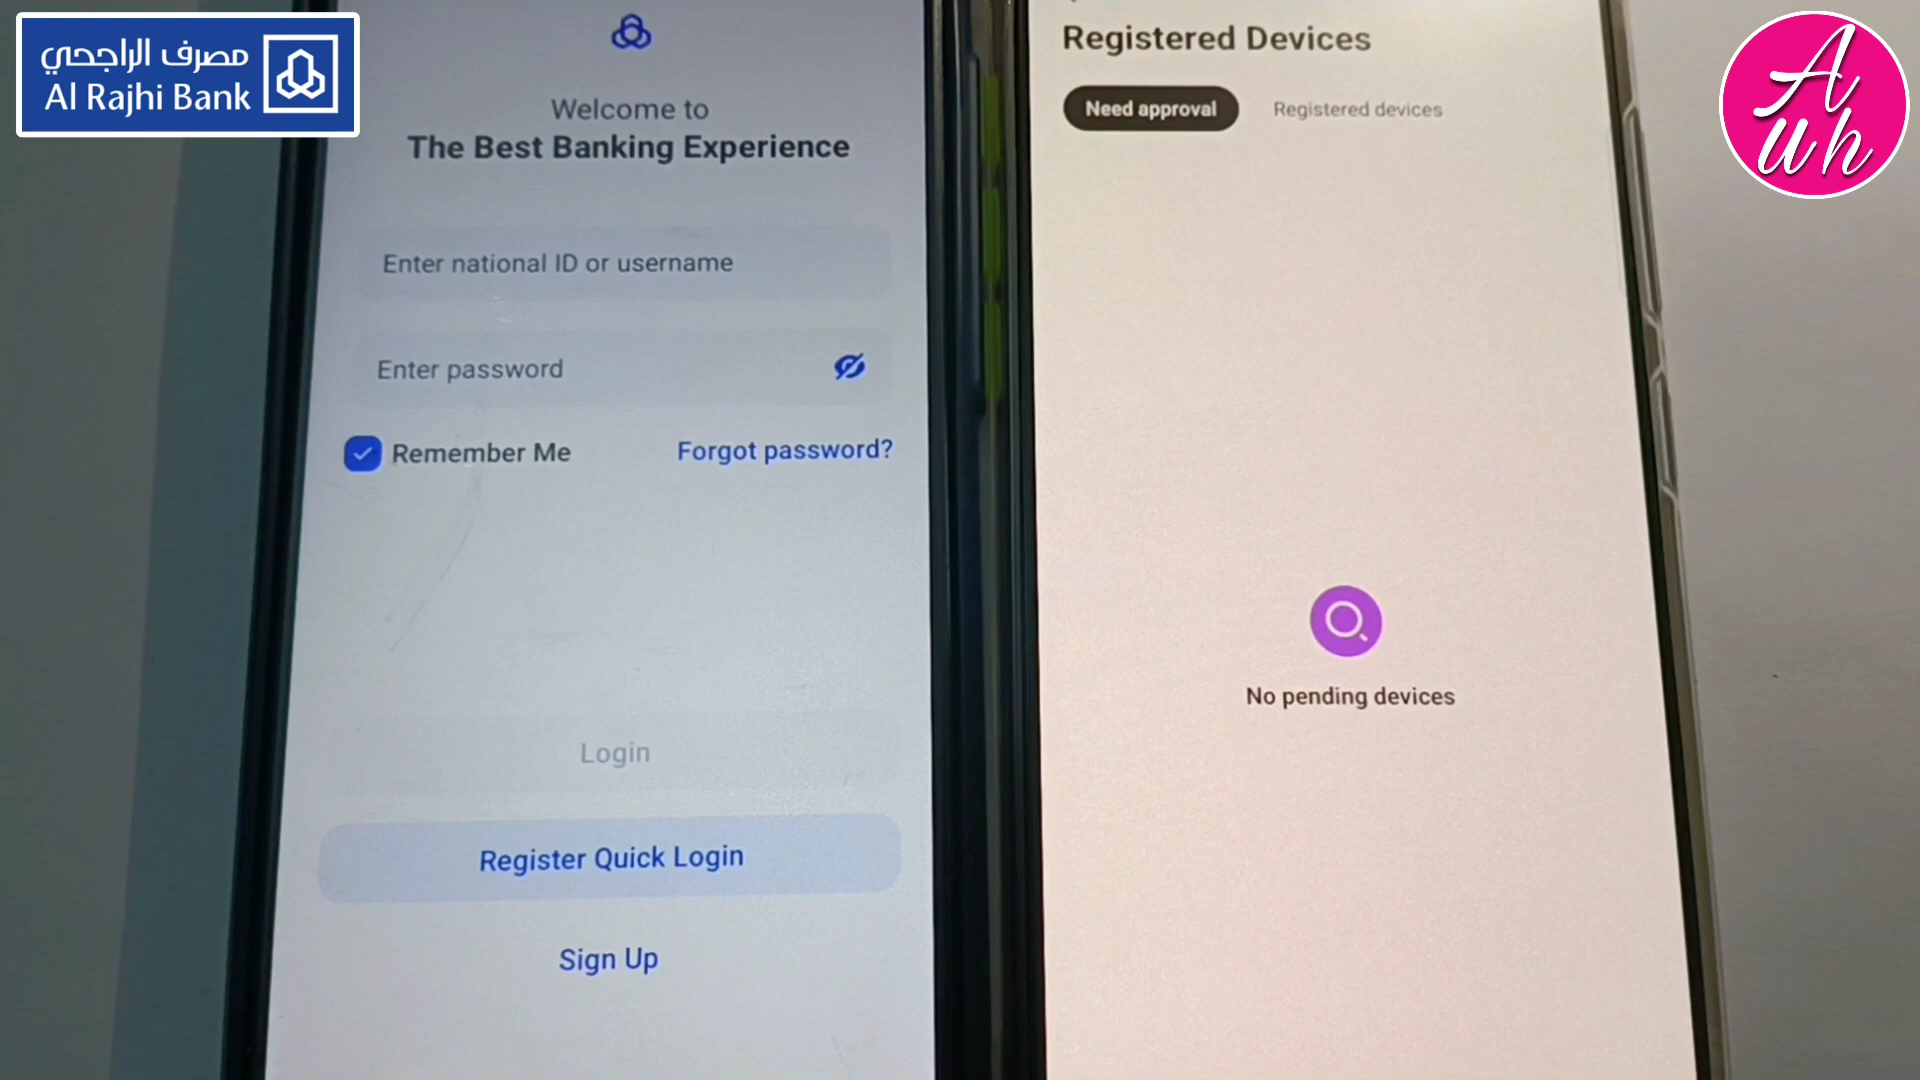 مصرف الراجحي
Al Rajhi Bank
Welcome to
The Best Banking Experience
Enter national ID or username
Enter password
Remember Me
Forgot password?
Login
Register Quick Login
Sign Up
Registered Devices
Need approval
Registered devices
No pending devices
A
uh